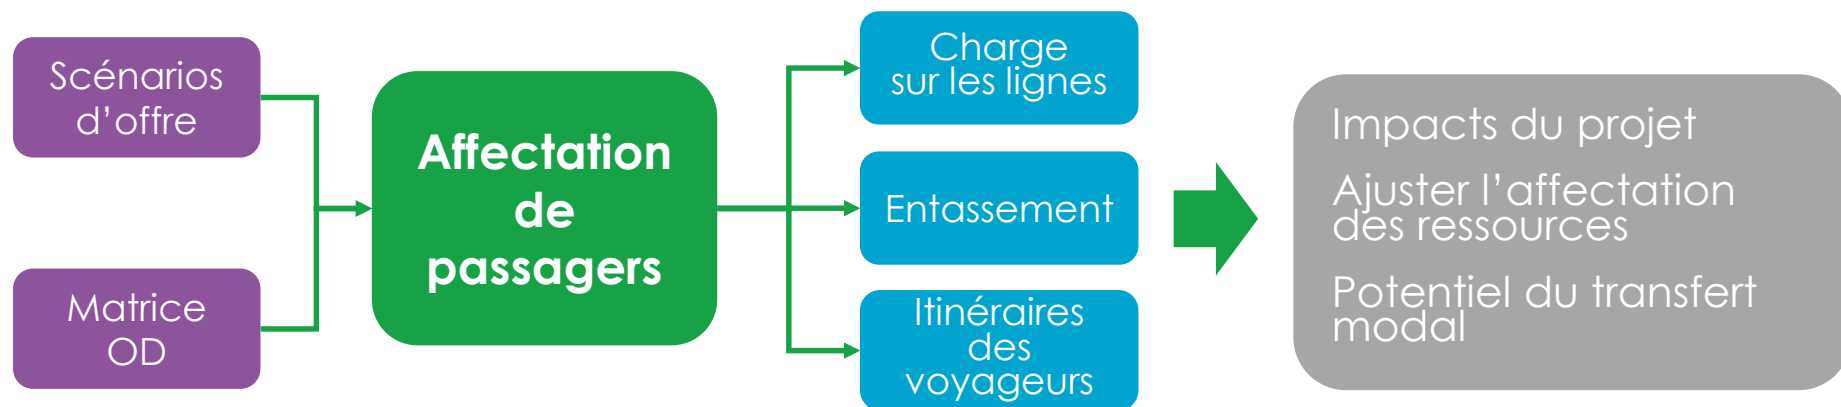 Scénarios
d’offre
Matrice
OD
Affectation
de
passagers
Charge
sur les lignes
Entassement
Itinéraires
des
voyageurs
Impacts du projet
Ajuster l’affectation
des ressources
Potentiel du transfert
modal